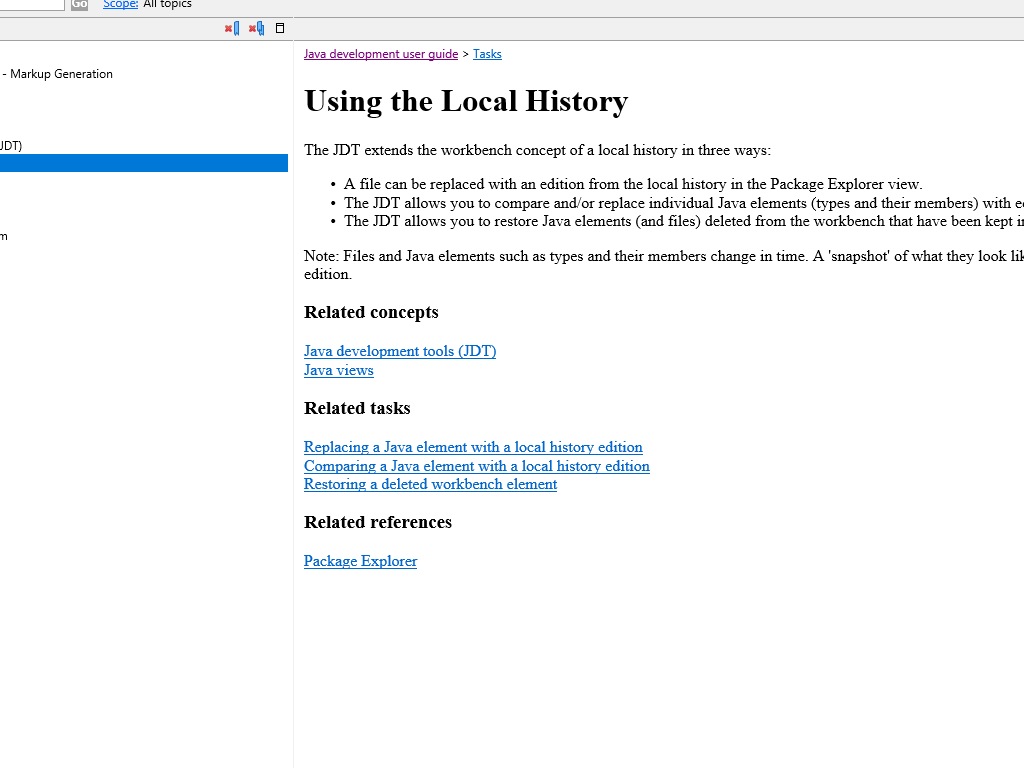 Go Scope: All topics
- Markup Generation
JDT)
m
Java development user guide > Tasks
Using the Local History
The JDT extends the workbench concept of a local history in three ways:
• A file can be replaced with an edition from the local history in the Package Explorer view.
• The JDT allows you to compare and/or replace individual Java elements (types and their members) with
• The JDT allows you to restore Java elements (and files) deleted from the workbench that have been kept
Note: Files and Java elements such as types and their members change in time. A 'snapshot' of what they look
edition.
Related concepts
Java development tools (JDT)
Java views
Related tasks
Replacing a Java element with a local history edition
Comparing a Java element with a local history edition
Restoring a deleted workbench element
Related references
Package Explorer